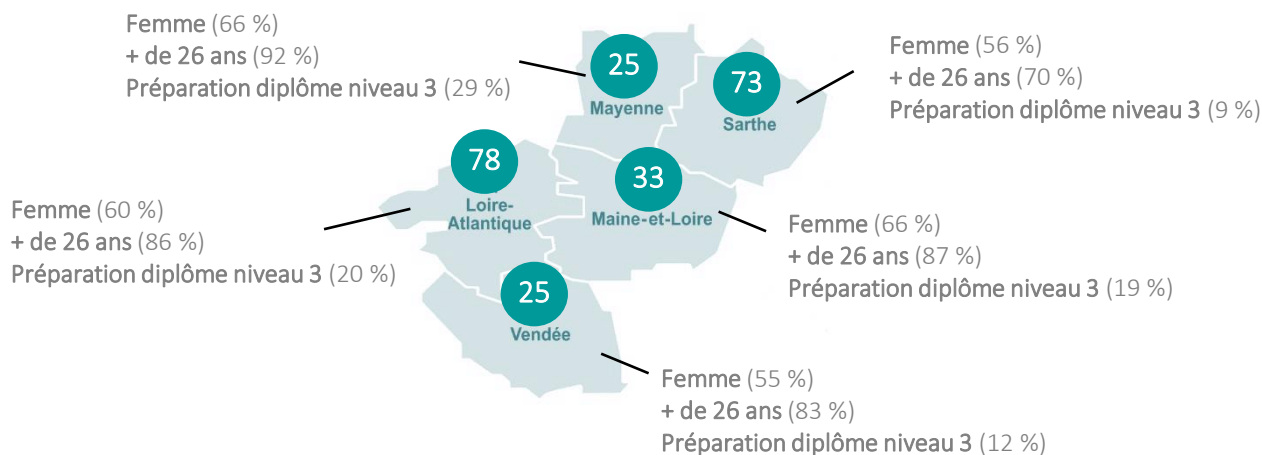 Femme (66 %)
+ de 26 ans (92 %)
Préparation diplôme niveau 3 (29 %)
25
Mayenne
73
Sarthe
Femme (56 %)
+ de 26 ans (70 %)
Préparation diplôme niveau 3 (9 %)
78
Loire-
Atlantique
33
Maine-et-Loire
Femme (60 %)
+ de 26 ans (86 %)
Préparation diplôme niveau 3 (20 %)
Femme (66 %)
+ de 26 ans (87 %)
Préparation diplôme niveau 3 (19 %)
25
Vendée
Femme (55 %)
+ de 26 ans (83 %)
Préparation diplôme niveau 3 (12 %)